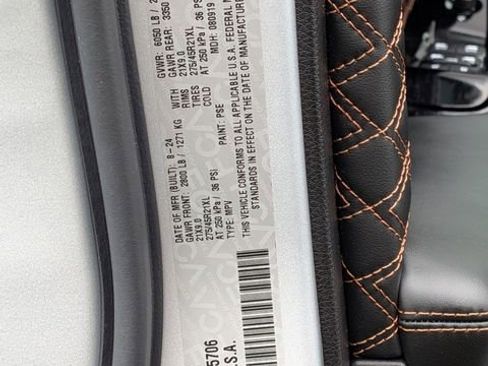 DATE OF MFR (BUILT): 8-24 GVWR: 6050 LB / 2
GAWR FRONT: 2800 LB / 1271 KG WITH GAWR REAR: 3350
21X9.0 RIMS 21X9.0
275/45R21XL TIRES 275/45R21XL
AT 250 kPa / 36 PSI COLD AT 250 kPa / 36 PSI
TYPE: MPV PAINT: PSE MDH: 080919
THIS VEHICLE CONFORMS TO ALL APPLICABLE U.S.A. FEDERAL
STANDARDS IN EFFECT ON THE DATE OF MANUFACTURE
5706
.S.A.